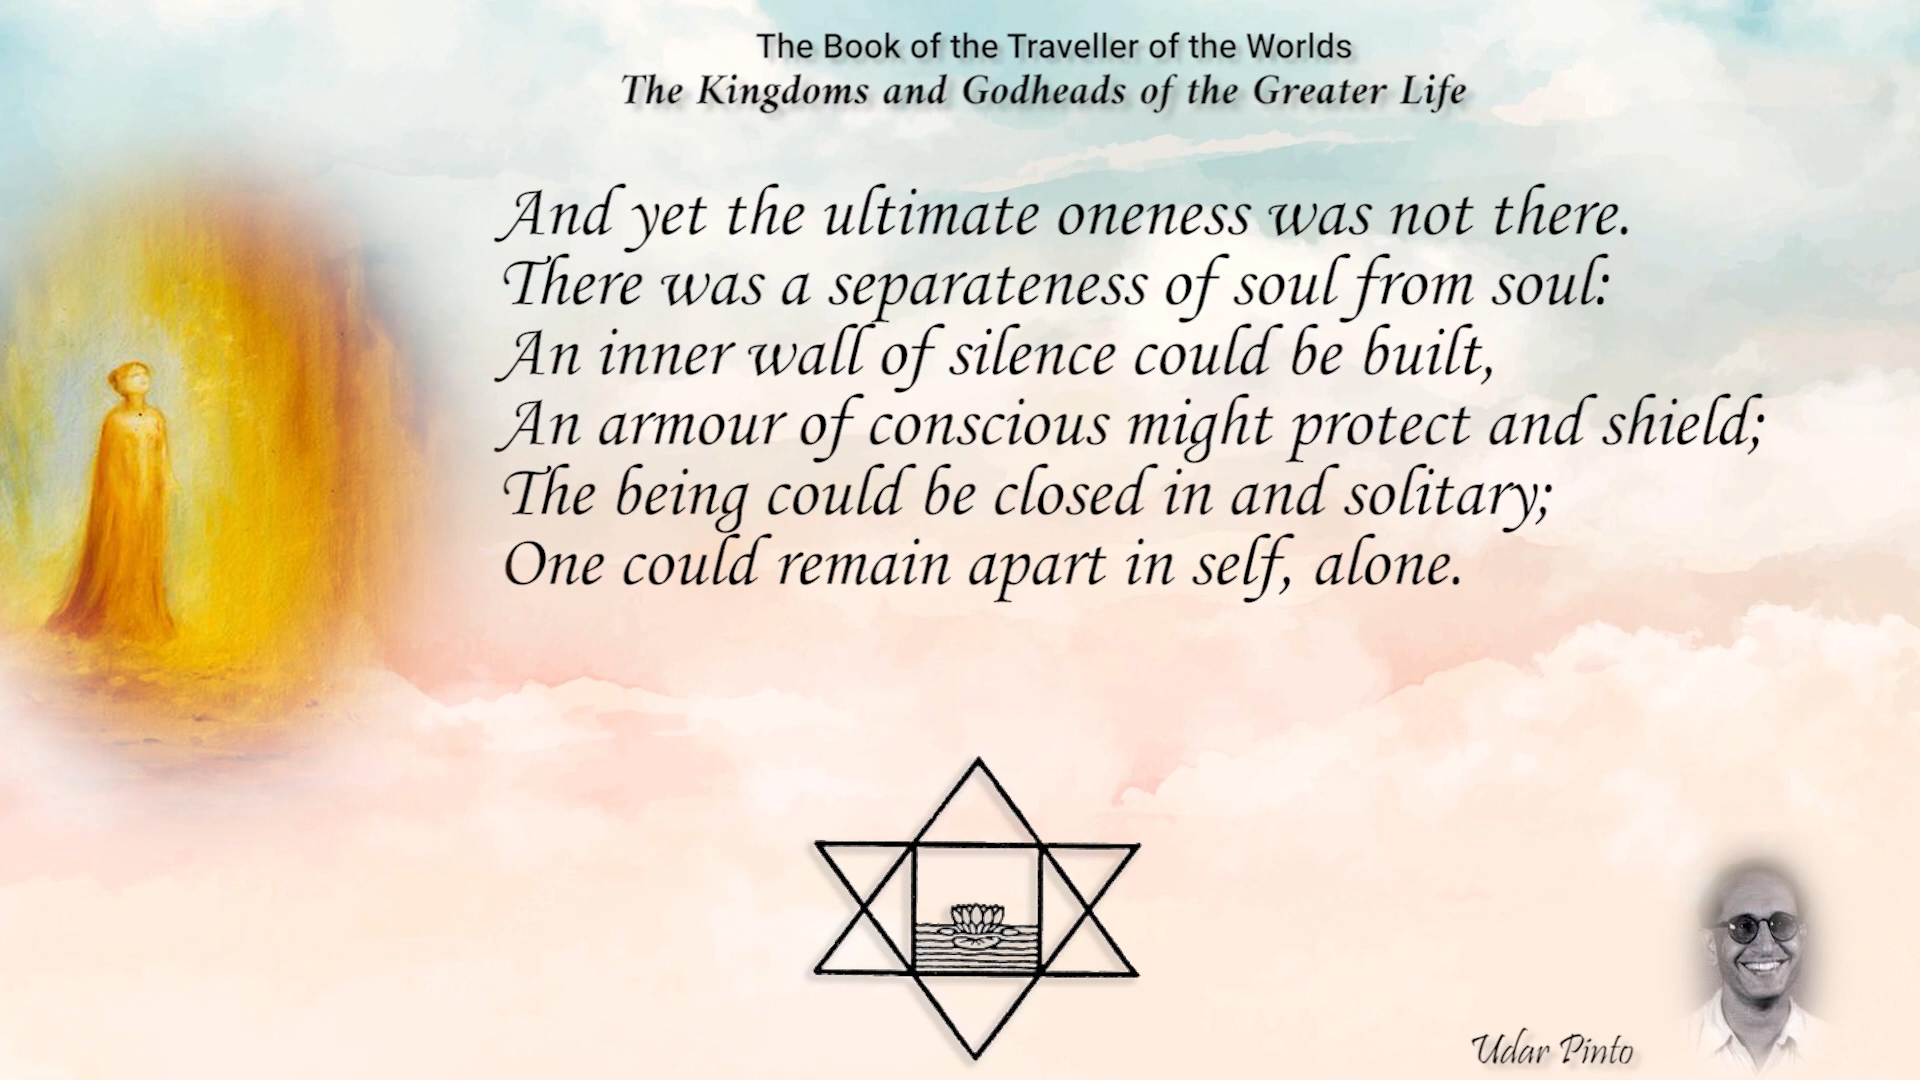 The Book of the Traveller of the Worlds
The Kingdoms and Godheads of the Greater Life
And yet the ultimate oneness was not there.
There was a separateness of soul from soul:
An inner wall of silence could be built,
An armour of conscious might protect and shield;
The being could be closed in and solitary;
One could remain apart in self, alone.
Udar Pinto